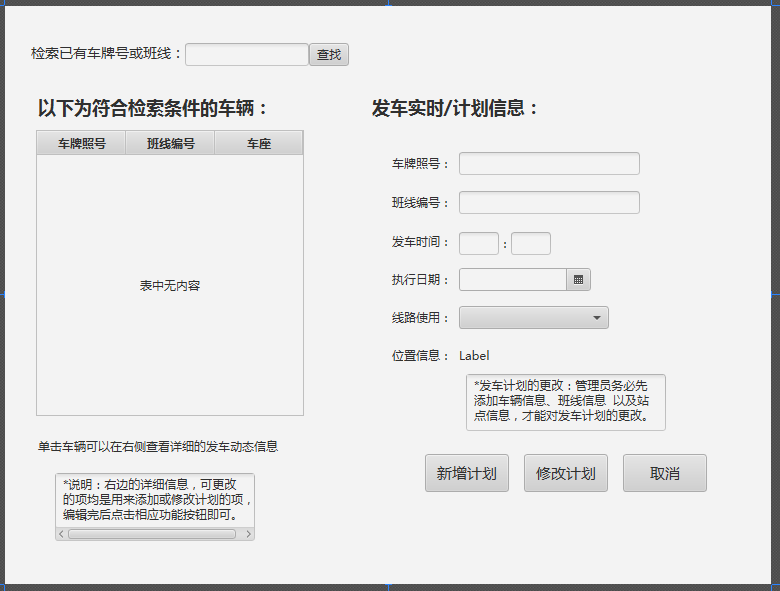 检索已有车牌号或班线：
查找
以下为符合检索条件的车辆：
车牌照号 班线编号 车座
表中无内容
单击车辆可以在右侧查看详细的发车动态信息
*说明：右边的详细信息，可更改
的项均是用来添加或修改计划的项，
编辑完后点击相应功能按钮即可。
发车实时/计划信息：
车牌照号：
班线编号：
发车时间： :
执行日期：
线路使用：
位置信息： Label
*发车计划的更改：管理员务必先
添加车辆信息、班线信息 以及站
点信息，才能对发车计划的更改。
新增计划 修改计划 取消